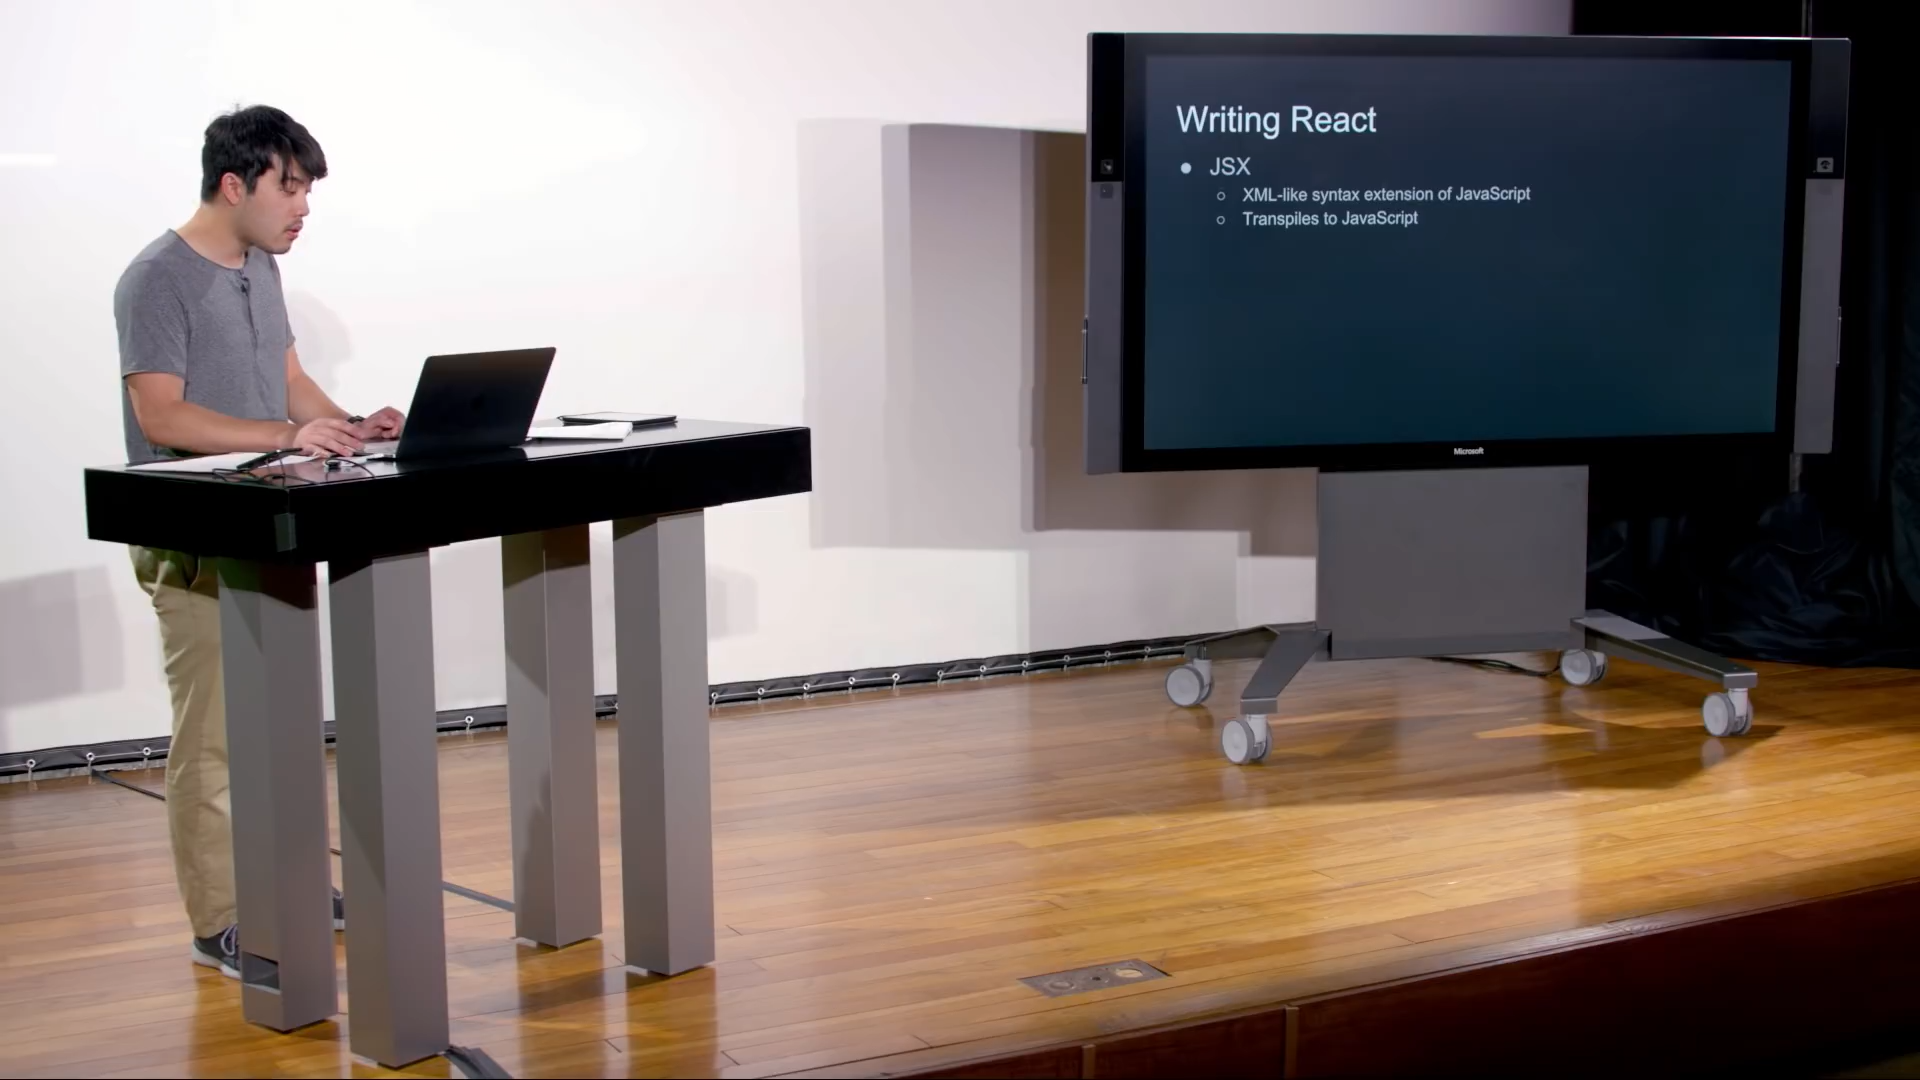 Writing React
● JSX
○ XML-like syntax extension of JavaScript
○ Transpiles to JavaScript
Microsoft